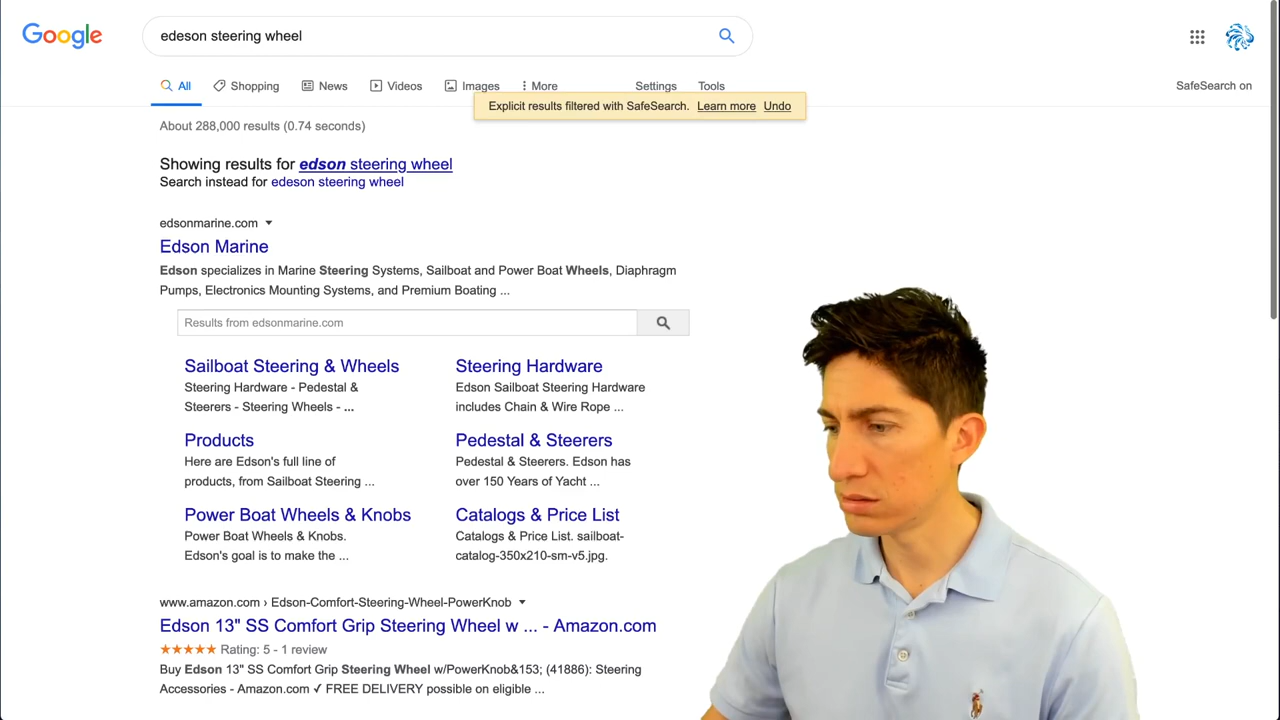 Google
edeson steering wheel
All
Shopping
News
Videos
Images
More
Settings
Tools
SafeSearch on
Explicit results filtered with SafeSearch. Learn more Undo
About 288,000 results (0.74 seconds)
Showing results for edson steering wheel
Search instead for edeson steering wheel
edsonmarine.com
Edson Marine
Edson specializes in Marine Steering Systems, Sailboat and Power Boat Wheels, Diaphragm
Pumps, Electronics Mounting Systems, and Premium Boating ...
Results from edsonmarine.com
Sailboat Steering & Wheels
Steering Hardware - Pedestal &
Steerers - Steering Wheels - ...
Steering Hardware
Edson Sailboat Steering Hardware
includes Chain & Wire Rope ...
Products
Here are Edson's full line of
products, from Sailboat Steering ...
Pedestal & Steerers
Pedestal & Steerers. Edson has
over 150 Years of Yacht ...
Power Boat Wheels & Knobs
Power Boat Wheels & Knobs.
Edson's goal is to make the ...
Catalogs & Price List
Catalogs & Price List. sailboat-
catalog-350x210-sm-v5.jpg.
www.amazon.com › Edson-Comfort-Steering-Wheel-PowerKnob
Edson 13" SS Comfort Grip Steering Wheel w ... - Amazon.com
★★★★★ Rating: 5 - 1 review
Buy Edson 13" SS Comfort Grip Steering Wheel w/PowerKnob&153; (41886): Steering
Accessories - Amazon.com ✓ FREE DELIVERY possible on eligible ...